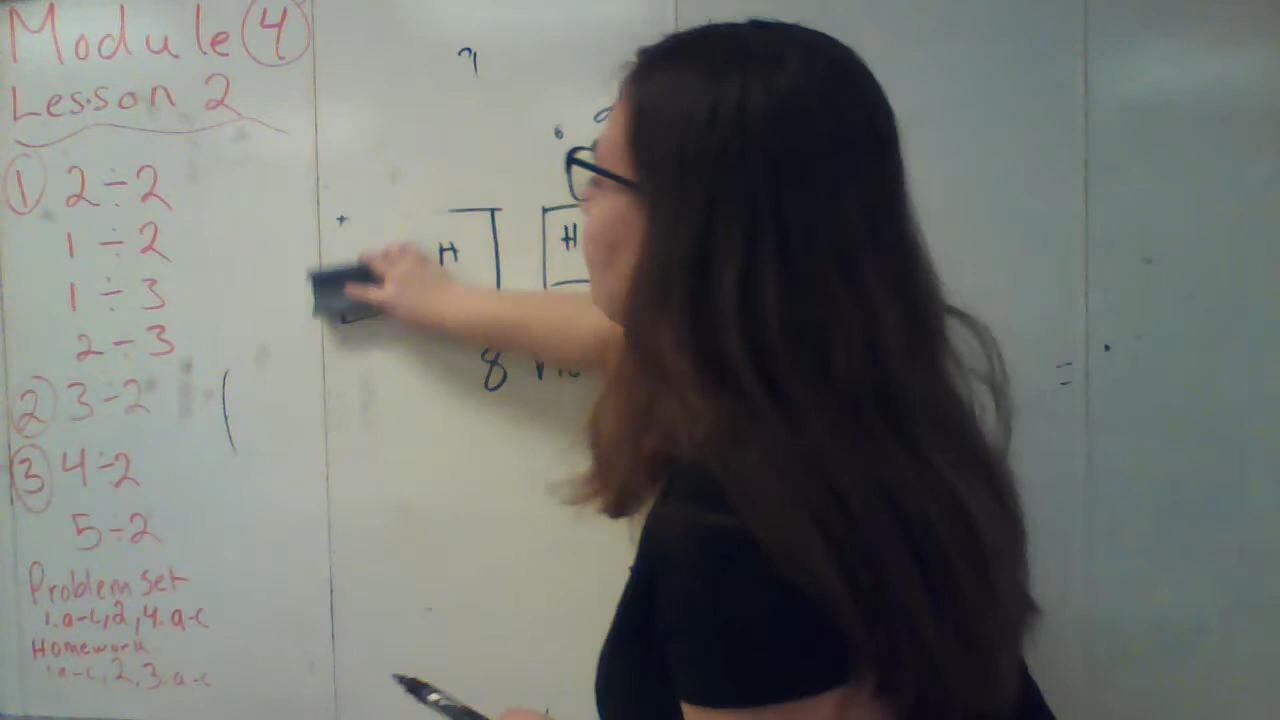 Module 4
Lesson 2
1 2÷2
1÷2
1÷3
2÷3
2 3÷2
3 4÷2
5÷2
Problem Set
1.a-c,2,4.a-c
Homework
1a-c,2,3.a-c
H
H
8
=